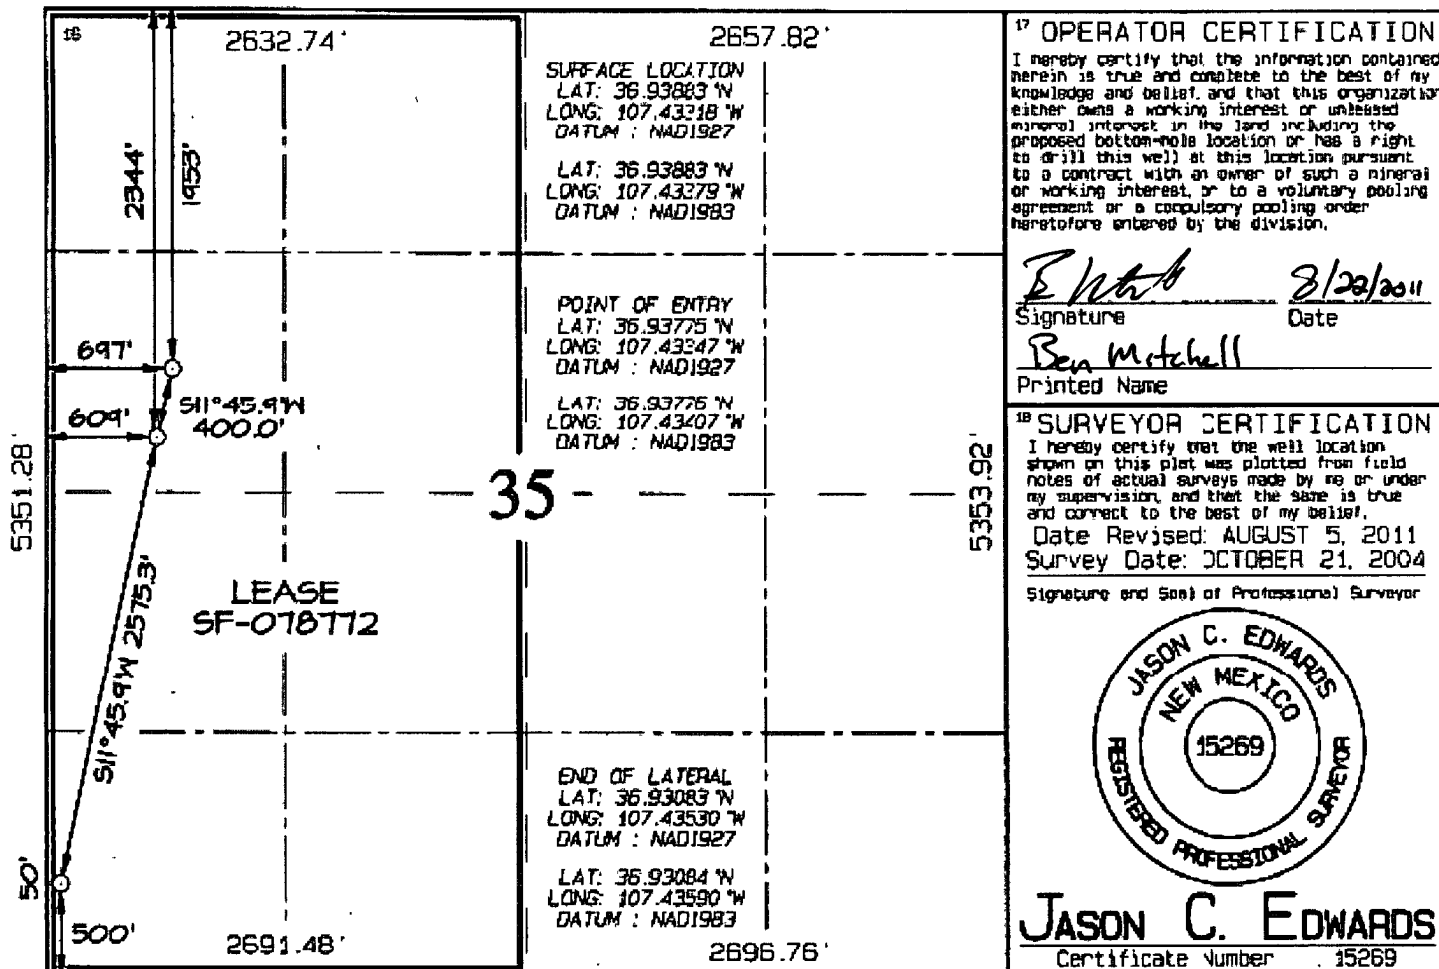 16
2632.74'
2657.82'
2344'
1953'
697'
609'
S11°45.9'W
400.0'
5351.28'
35
5353.92'
LEASE
SF-078772
S11°45.9'W 2575.3'
50'
500'
2691.48'
2696.76'
SURFACE LOCATION
LAT: 36.93883 °N
LONG: 107.43318 °W
DATUM : NAD1927
LAT: 36.93883 °N
LONG: 107.43379 °W
DATUM : NAD1983
POINT OF ENTRY
LAT: 36.93775 °N
LONG: 107.43347 °W
DATUM : NAD1927
LAT: 36.93776 °N
LONG: 107.43407 °W
DATUM : NAD1983
END OF LATERAL
LAT: 36.93083 °N
LONG: 107.43530 °W
DATUM : NAD1927
LAT: 36.93084 °N
LONG: 107.43590 °W
DATUM : NAD1983
17 OPERATOR CERTIFICATION
I hereby certify that the information contained
herein is true and complete to the best of my
knowledge and belief, and that this organization
either owns a working interest or unleased
mineral interest in the land including the
proposed bottom-hole location or has a right
to drill this well at this location pursuant
to a contract with an owner of such a mineral
or working interest, or to a voluntary pooling
agreement or a compulsory pooling order
heretofore entered by the division.
8/22/2011
Signature Date
Ben Mitchell
Printed Name
18 SURVEYOR CERTIFICATION
I hereby certify that the well location
shown on this plat was plotted from field
notes of actual surveys made by me or under
my supervision, and that the same is true
and correct to the best of my belief.
Date Revised: AUGUST 5, 2011
Survey Date: OCTOBER 21, 2004
Signature and Seal of Professional Surveyor
JASON C. EDWARDS
NEW MEXICO
15269
REGISTERED PROFESSIONAL SURVEYOR
JASON C. EDWARDS
Certificate Number 15269